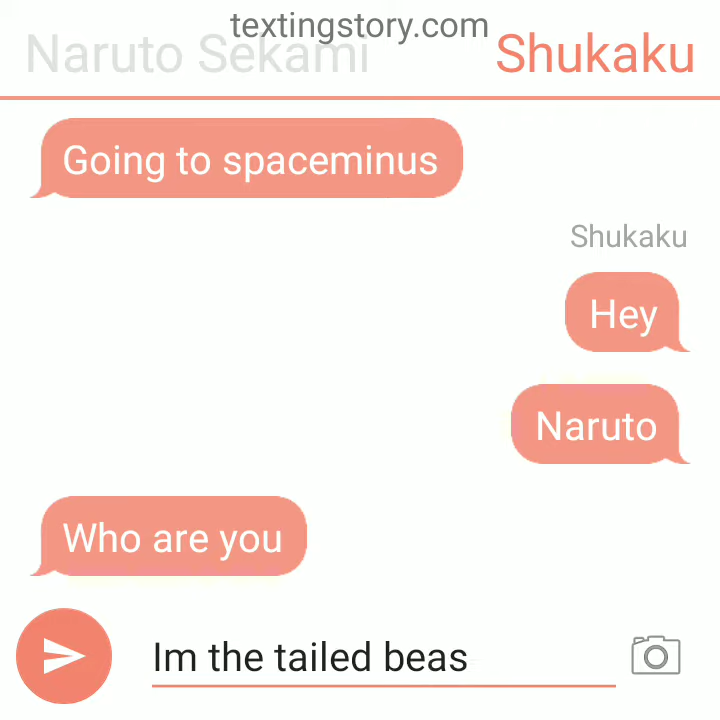 textingstory.com
Naruto Sekami Shukaku
Going to spaceminus
Shukaku
Hey
Naruto
Who are you
Im the tailed beas